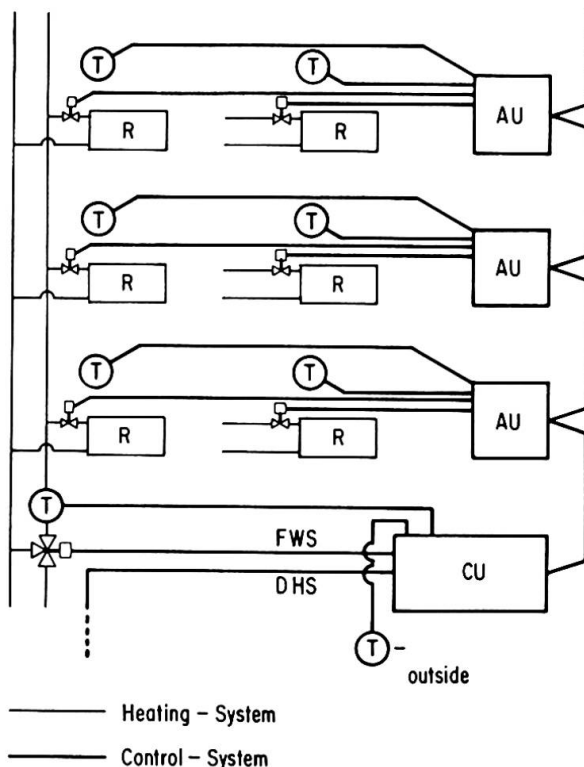 T T
AU
R R
T T
AU
R R
T T
AU
R R
T
FWS
CU
DHS
T -
outside
Heating - System
Control - System